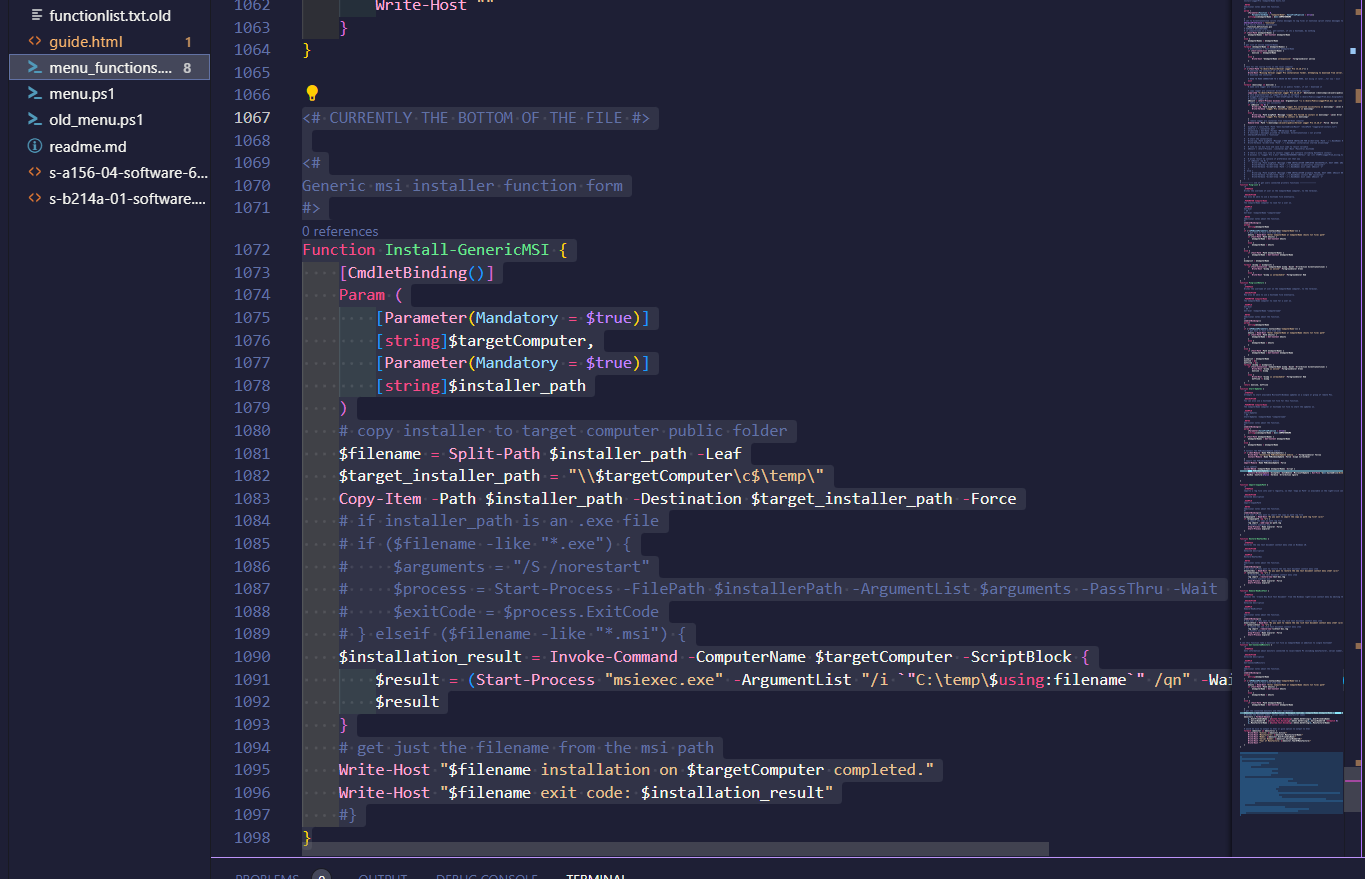 functionlist.txt.old
guide.html 1
menu_functions.... 8
menu.ps1
old_menu.ps1
readme.md
s-a156-04-software-6...
s-b214a-01-software....
1062 Write-Host ""
1063 }
1064 }
1065
1066
1067 <# CURRENTLY THE BOTTOM OF THE FILE #>
1068
1069 <#
1070 Generic msi installer function form
1071 #>
0 references
1072 Function Install-GenericMSI {
1073 [CmdletBinding()]
1074 Param (
1075 [Parameter(Mandatory = $true)]
1076 [string]$targetComputer,
1077 [Parameter(Mandatory = $true)]
1078 [string]$installer_path
1079 )
1080 # copy installer to target computer public folder
1081 $filename = Split-Path $installer_path -Leaf
1082 $target_installer_path = "\\$targetComputer\c$\temp\"
1083 Copy-Item -Path $installer_path -Destination $target_installer_path -Force
1084 # if installer_path is an .exe file
1085 # if ($filename -like "*.exe") {
1086 #     $arguments = "/S /norestart"
1087 #     $process = Start-Process -FilePath $installerPath -ArgumentList $arguments -PassThru -Wait
1088 #     $exitCode = $process.ExitCode
1089 # } elseif ($filename -like "*.msi") {
1090 $installation_result = Invoke-Command -ComputerName $targetComputer -ScriptBlock {
1091 $result = (Start-Process "msiexec.exe" -ArgumentList "/i `"C:\temp\$using:filename`" /qn" -Wai
1092 $result
1093 }
1094 # get just the filename from the msi path
1095 Write-Host "$filename installation on $targetComputer completed."
1096 Write-Host "$filename exit code: $installation_result"
1097 #}
1098 }
PROBLEMS OUTPUT DEBUG CONSOLE TERMINAL